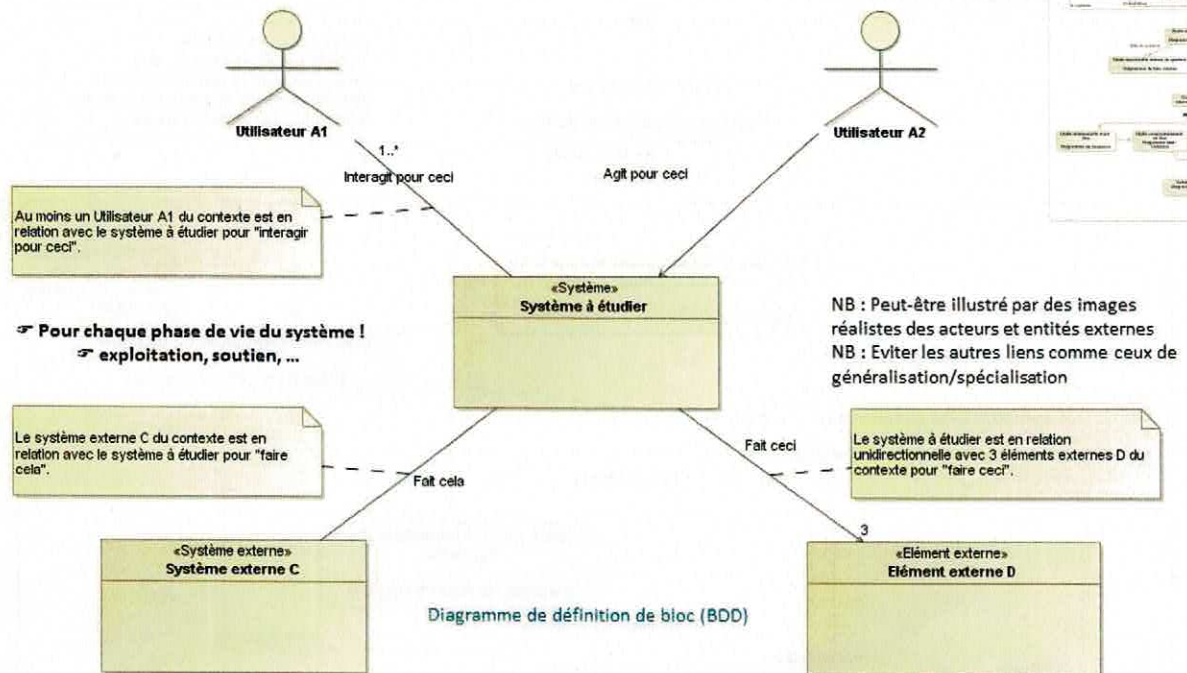 Utilisateur A1
Utilisateur A2
1..*
Interagit pour ceci
Agit pour ceci
Au moins un Utilisateur A1 du contexte est en
relation avec le système à étudier pour "interagir
pour ceci".
«Système»
Système à étudier
☞ Pour chaque phase de vie du système !
☞ exploitation, soutien, ...
NB : Peut-être illustré par des images
réalistes des acteurs et entités externes
NB : Eviter les autres liens comme ceux de
généralisation/spécialisation
Le système externe C du contexte est en
relation avec le système à étudier pour "faire
cela".
Fait cela
Fait ceci
Le système à étudier est en relation
unidirectionnelle avec 3 éléments externes D du
contexte pour "faire ceci".
3
«Système externe»
Système externe C
«Elément externe»
Elément externe D
Diagramme de définition de bloc (BDD)